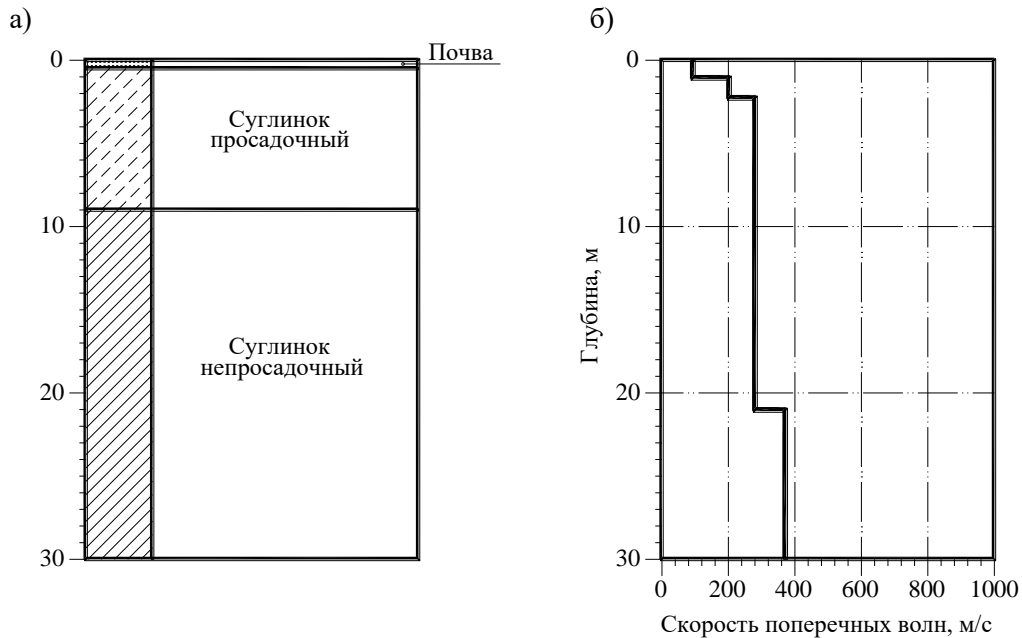 а)
0
10
20
30
Почва
Суглинок
просадочный
Суглинок
непросадочный
б)
0
10
20
30
Глубина, м
0 200 400 600 800 1000
Скорость поперечных волн, м/с